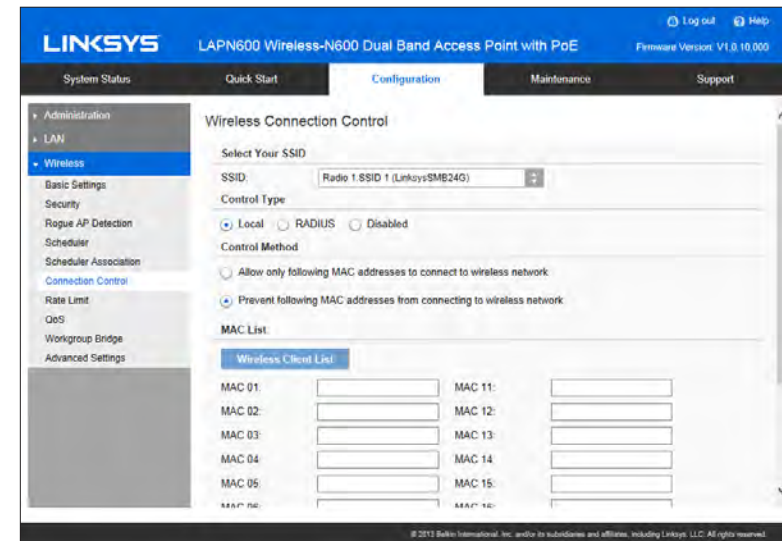 Log out Help
LINKSYS LAPN600 Wireless-N600 Dual Band Access Point with PoE Firmware Version: V1.0.10.000
System Status Quick Start Configuration Maintenance Support
Administration
LAN
Wireless
Basic Settings
Security
Rogue AP Detection
Scheduler
Scheduler Association
Connection Control
Rate Limit
QoS
Workgroup Bridge
Advanced Settings
Wireless Connection Control
Select Your SSID
SSID: Radio 1:SSID 1 (LinksysSMB24G)
Control Type
Local RADIUS Disabled
Control Method
Allow only following MAC addresses to connect to wireless network
Prevent following MAC addresses from connecting to wireless network
MAC List:
Wireless Client List
MAC 01: MAC 11:
MAC 02: MAC 12:
MAC 03: MAC 13:
MAC 04: MAC 14:
MAC 05: MAC 15:
MAC 06: MAC 16:
© 2013 Belkin International, Inc. and/or its subsidiaries and affiliates, including Linksys, LLC. All rights reserved.